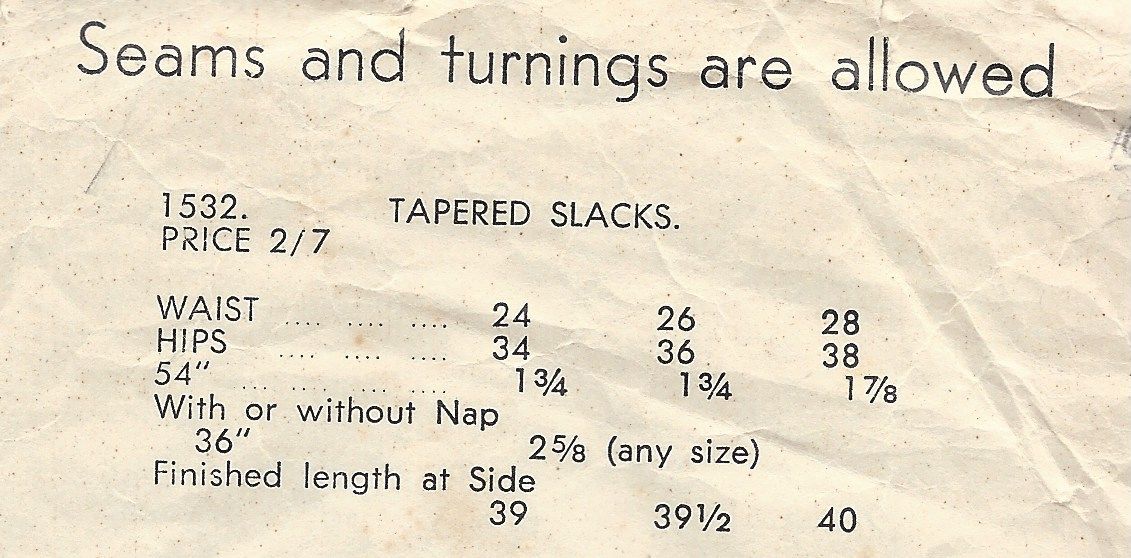 Seams and turnings are allowed
1532. TAPERED SLACKS.
PRICE 2/7
WAIST .... .... .... 24 26 28
HIPS .... .... .... 34 36 38
54" ... .... .... .... 1¾ 1¾ 1⅞
With or without Nap
36" 2⅝ (any size)
Finished length at Side
39 39½ 40